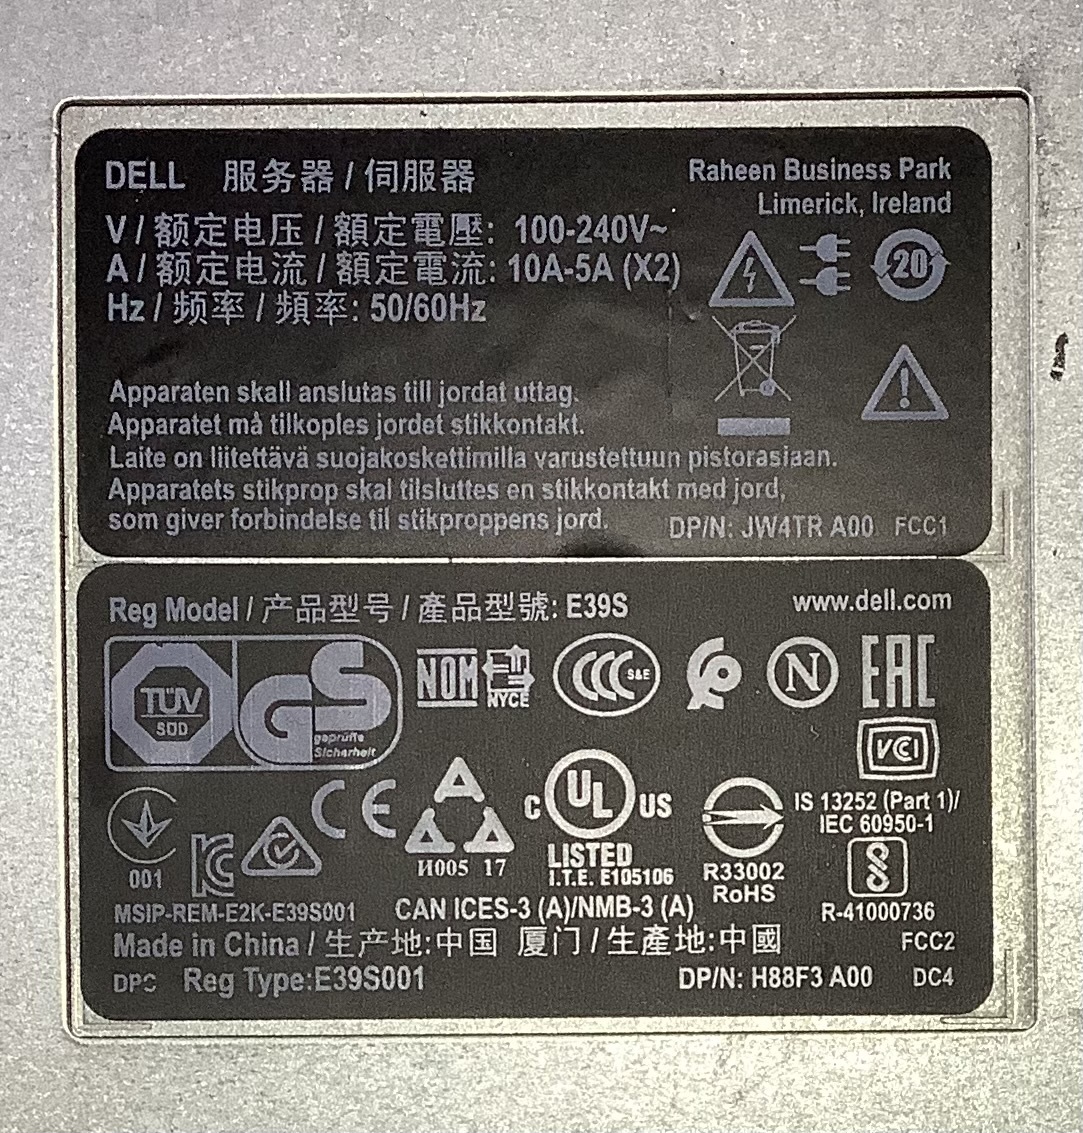 DELL 服务器 / 伺服器
Raheen Business Park
Limerick, Ireland
V / 额定电压 / 額定電壓: 100-240V~
A / 额定电流 / 額定電流: 10A-5A (X2)
Hz / 频率 / 頻率: 50/60Hz
20
Apparaten skall anslutas till jordat uttag.
Apparatet må tilkoples jordet stikkontakt.
Laite on liitettävä suojakoskettimilla varustettuun pistorasiaan.
Apparatets stikprop skal tilsluttes en stikkontakt med jord,
som giver forbindelse til stikproppens jord.
DP/N: JW4TR A00 FCC1
Reg Model / 产品型号 / 產品型號: E39S
www.dell.com
TÜV
SÜD
GS
geprüfte
Sicherheit
NOM
NYCE
CCC S&E
N
EAC
VCI
001
KC
CE
И005 17
C UL US
LISTED
I.T.E. E105106
R33002
RoHS
IS 13252 (Part 1)/
IEC 60950-1
R-41000736
MSIP-REM-E2K-E39S001
CAN ICES-3 (A)/NMB-3 (A)
Made in China / 生产地:中国 厦门 / 生產地:中國
FCC2
DPC Reg Type:E39S001
DP/N: H88F3 A00 DC4